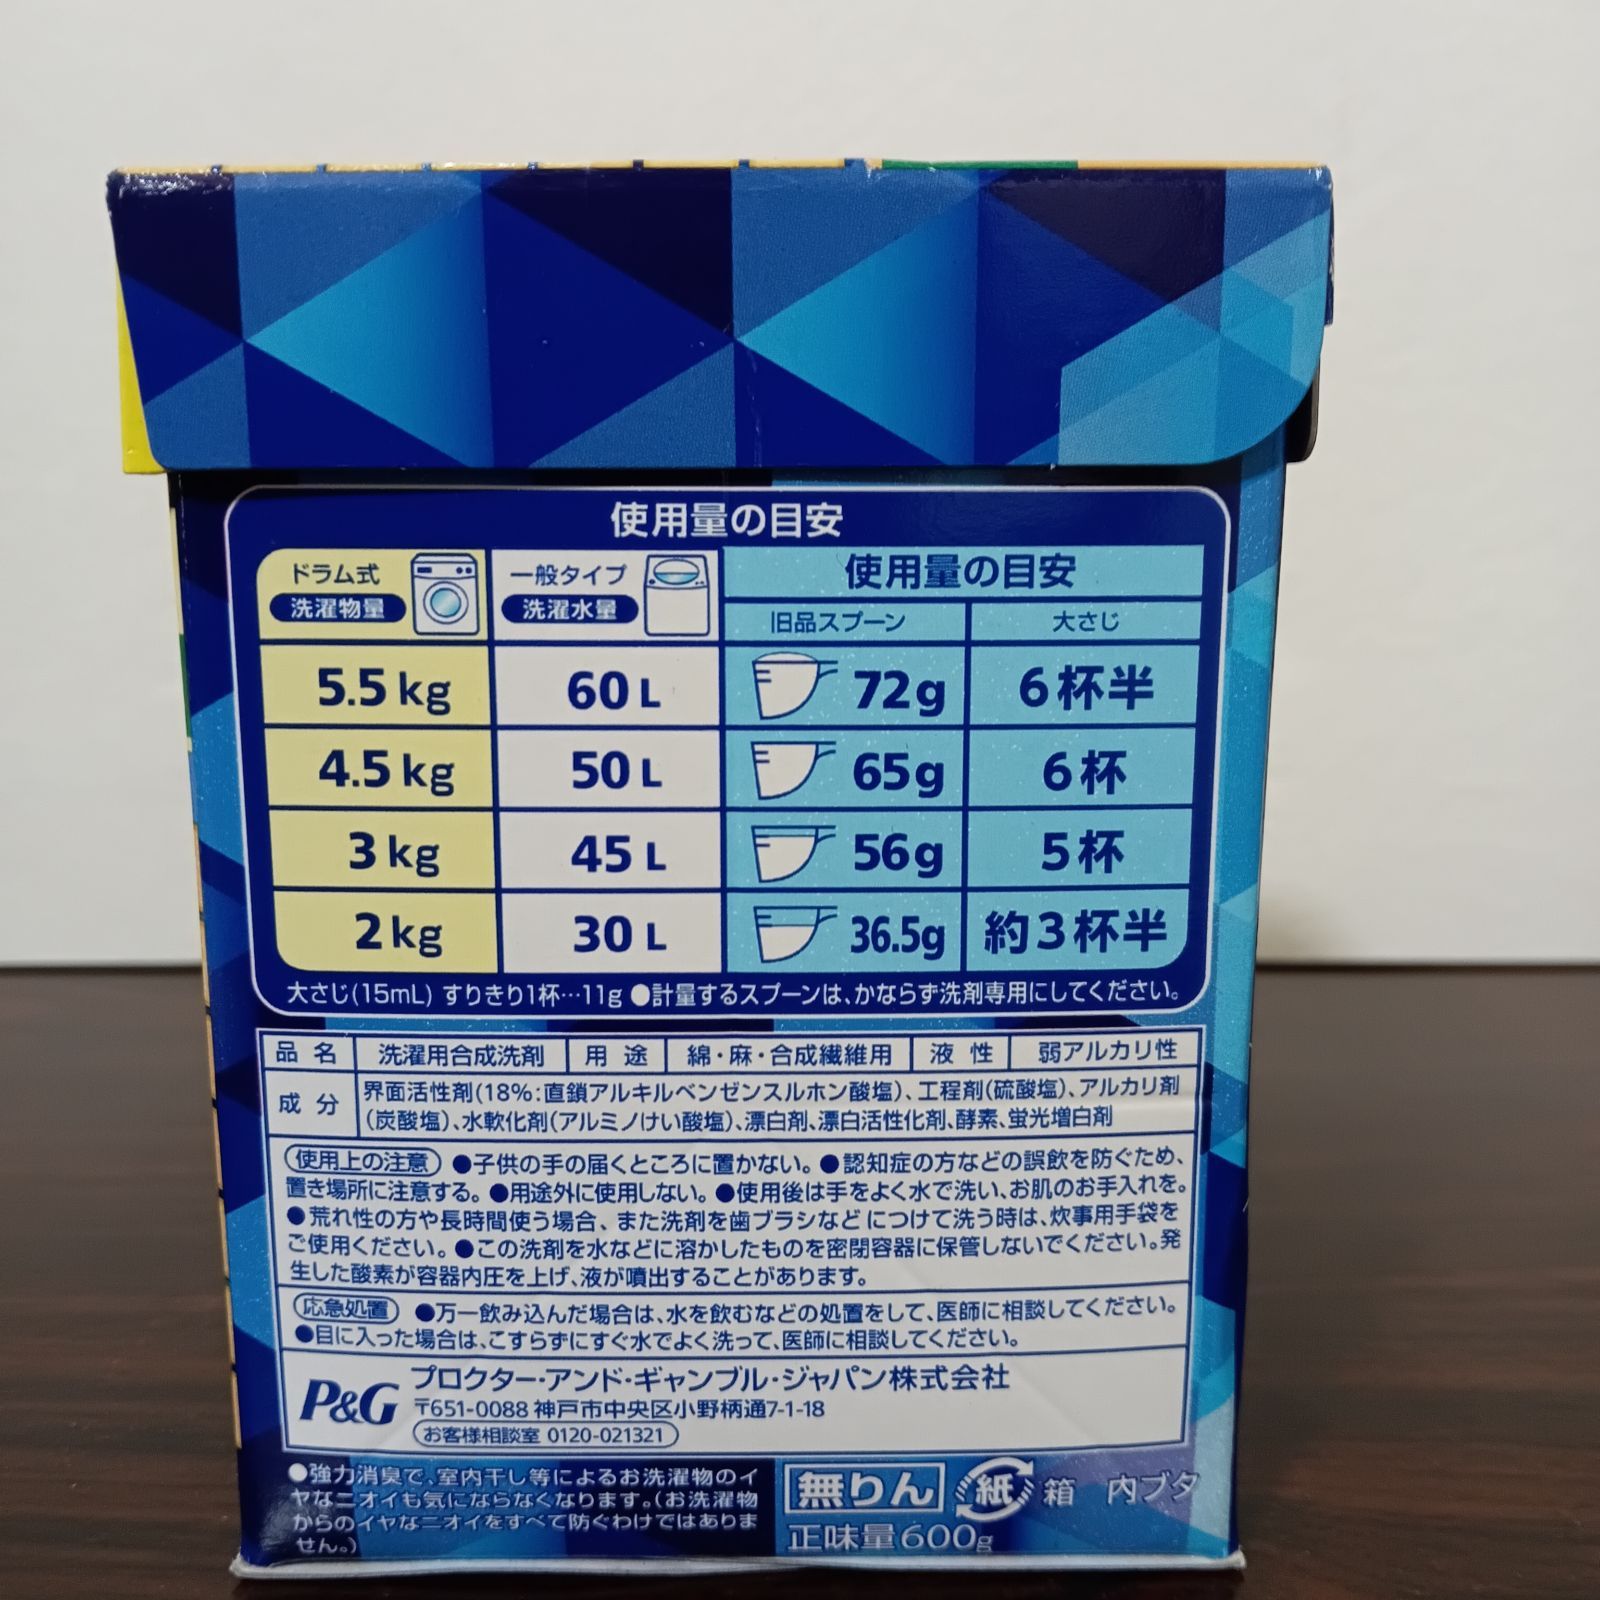 使用量の目安
ドラム式
洗濯物量
一般タイプ
洗濯水量
使用量の目安
旧品スプーン 大さじ
5.5kg 60L 72g 6杯半
4.5kg 50L 65g 6杯
3kg 45L 56g 5杯
2kg 30L 36.5g 約3杯半
大さじ(15mL) すりきり1杯…11g ●計量するスプーンは、かならず洗剤専用にしてください。
品名 洗濯用合成洗剤 用途 綿・麻・合成繊維用 液性 弱アルカリ性
成分
界面活性剤(18%:直鎖アルキルベンゼンスルホン酸塩)、工程剤(硫酸塩)、アルカリ剤
(炭酸塩)、水軟化剤(アルミノけい酸塩)、漂白剤、漂白活性化剤、酵素、蛍光増白剤
使用上の注意 ●子供の手の届くところに置かない。●認知症の方などの誤飲を防ぐため、
置き場所に注意する。●用途外に使用しない。●使用後は手をよく水で洗い、お肌のお手入れを。
●荒れ性の方や長時間使う場合、また洗剤を歯ブラシなどにつけて洗う時は、炊事用手袋を
ご使用ください。●この洗剤を水などに溶かしたものを密閉容器に保管しないでください。発
生した酸素が容器内圧を上げ、液が噴出することがあります。
応急処置 ●万一飲み込んだ場合は、水を飲むなどの処置をして、医師に相談してください。
●目に入った場合は、こすらずにすぐ水でよく洗って、医師に相談してください。
P&G プロクター・アンド・ギャンブル・ジャパン株式会社
〒651-0088 神戸市中央区小野柄通7-1-18
お客様相談室 0120-021321
●強力消臭で、室内干し等によるお洗濯物のイ
ヤなニオイも気にならなくなります。(お洗濯物
からのイヤなニオイをすべて防ぐわけではありま
せん。)
無りん 紙 箱 内ブタ
正味量600g